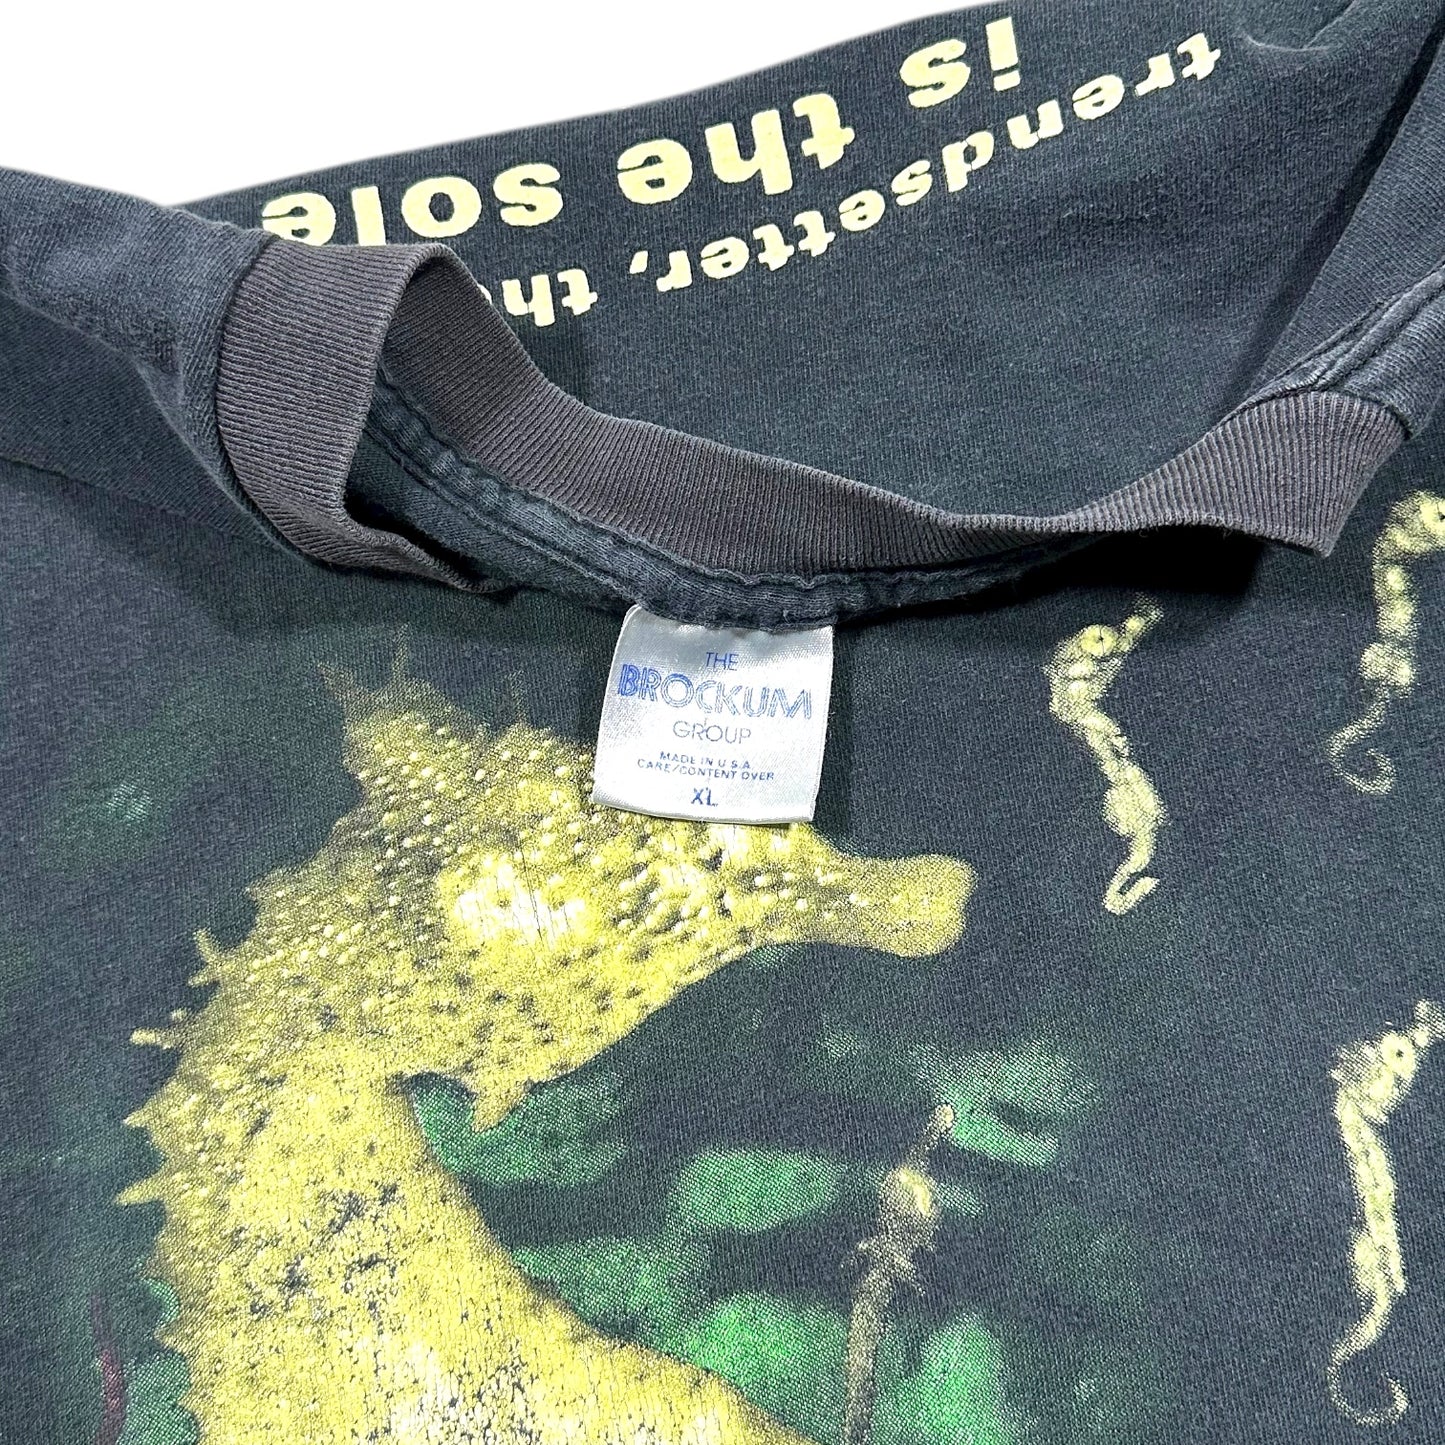 trendsetter, th
is the sole
THE
BROCKUM
GROUP
MADE IN U.S.A.
CARE/CONTENT OVER
XL